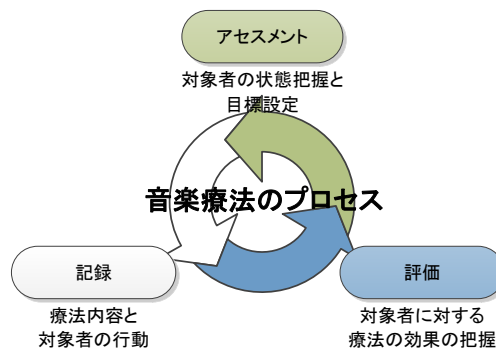 アセスメント
対象者の状態把握と
目標設定
音楽療法のプロセス
記録
療法内容と
対象者の行動
評価
対象者に対する
療法の効果の把握